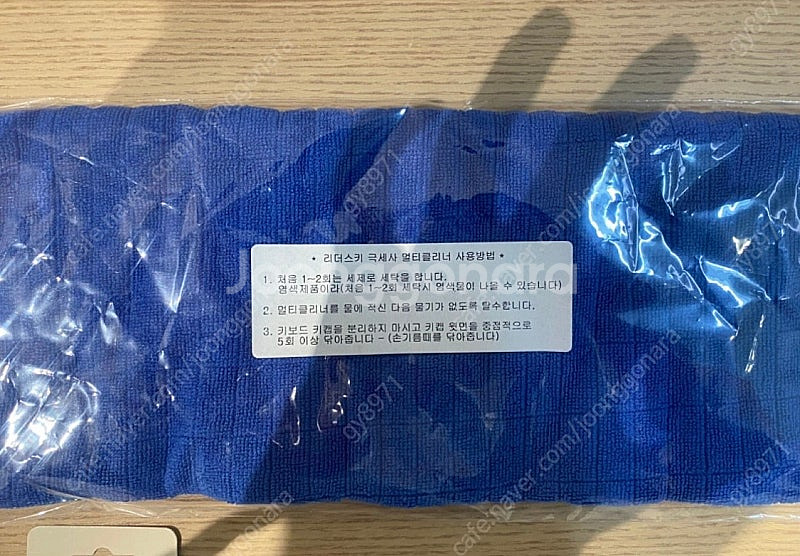 * 리더스키 극세사 멀티클리너 사용방법 *
1. 처음 1~2회는 세제로 세탁을 합니다.
염색제품이라(처음 1~2회 세탁시 염색물이 나올 수 있습니다)
2. 멀티클리너를 물에 적신 다음 물기가 없도록 탈수합니다.
3. 키보드 키캡을 분리하지 마시고 키캡 윗면을 중점적으로
5회 이상 닦아줍니다 - (손기름때를 닦아줍니다)
Joonggonara
cafe.naver.com/joonggonara
gy8971